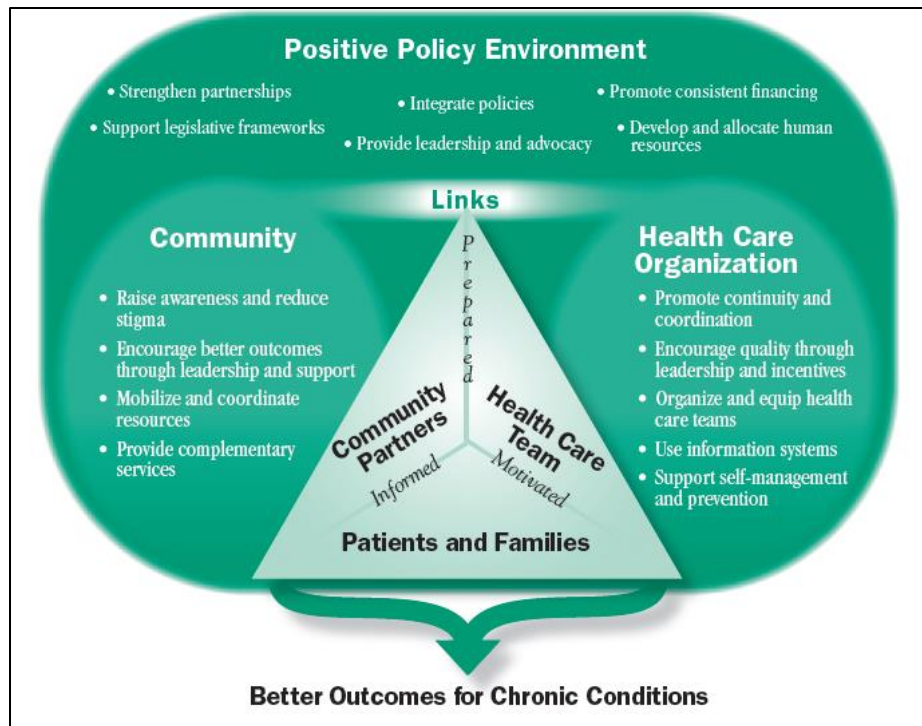 Positive Policy Environment
• Strengthen partnerships
• Support legislative frameworks
• Integrate policies
• Provide leadership and advocacy
• Promote consistent financing
• Develop and allocate human
resources
Links
Community
• Raise awareness and reduce
stigma
• Encourage better outcomes
through leadership and support
• Mobilize and coordinate
resources
• Provide complementary
services
Prepared
Community
Partners
Informed
Health Care
Team
Motivated
Patients and Families
Health Care
Organization
• Promote continuity and
coordination
• Encourage quality through
leadership and incentives
• Organize and equip health
care teams
• Use information systems
• Support self-management
and prevention
Better Outcomes for Chronic Conditions